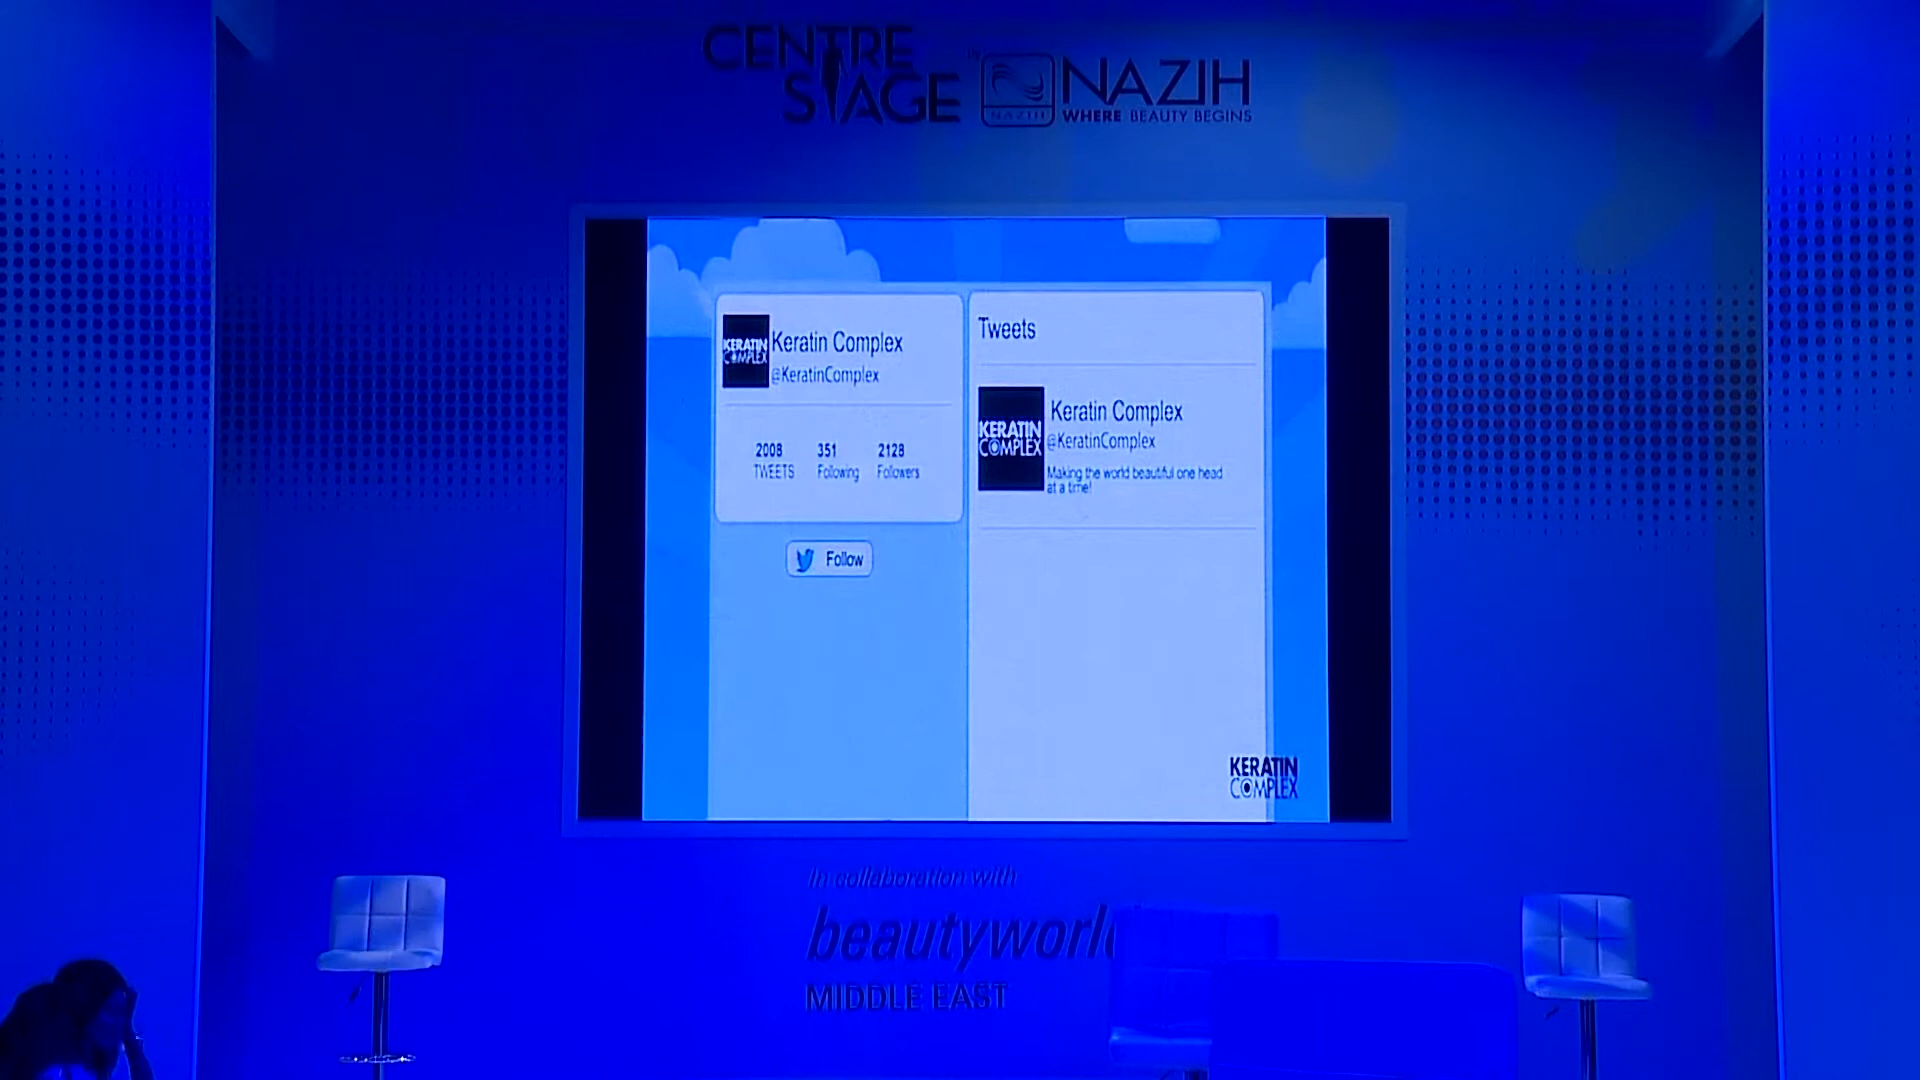 CENTRE
STAGE
by
NAZIH
NAZIH
WHERE BEAUTY BEGINS
KERATIN
COMPLEX
Keratin Complex
@KeratinComplex
2008
TWEETS
351
Following
2128
Followers
Follow
Tweets
KERATIN
COMPLEX
Keratin Complex
@KeratinComplex
Making the world beautiful one head
at a time!
KERATIN
COMPLEX
In collaboration with
beautyworld
MIDDLE EAST